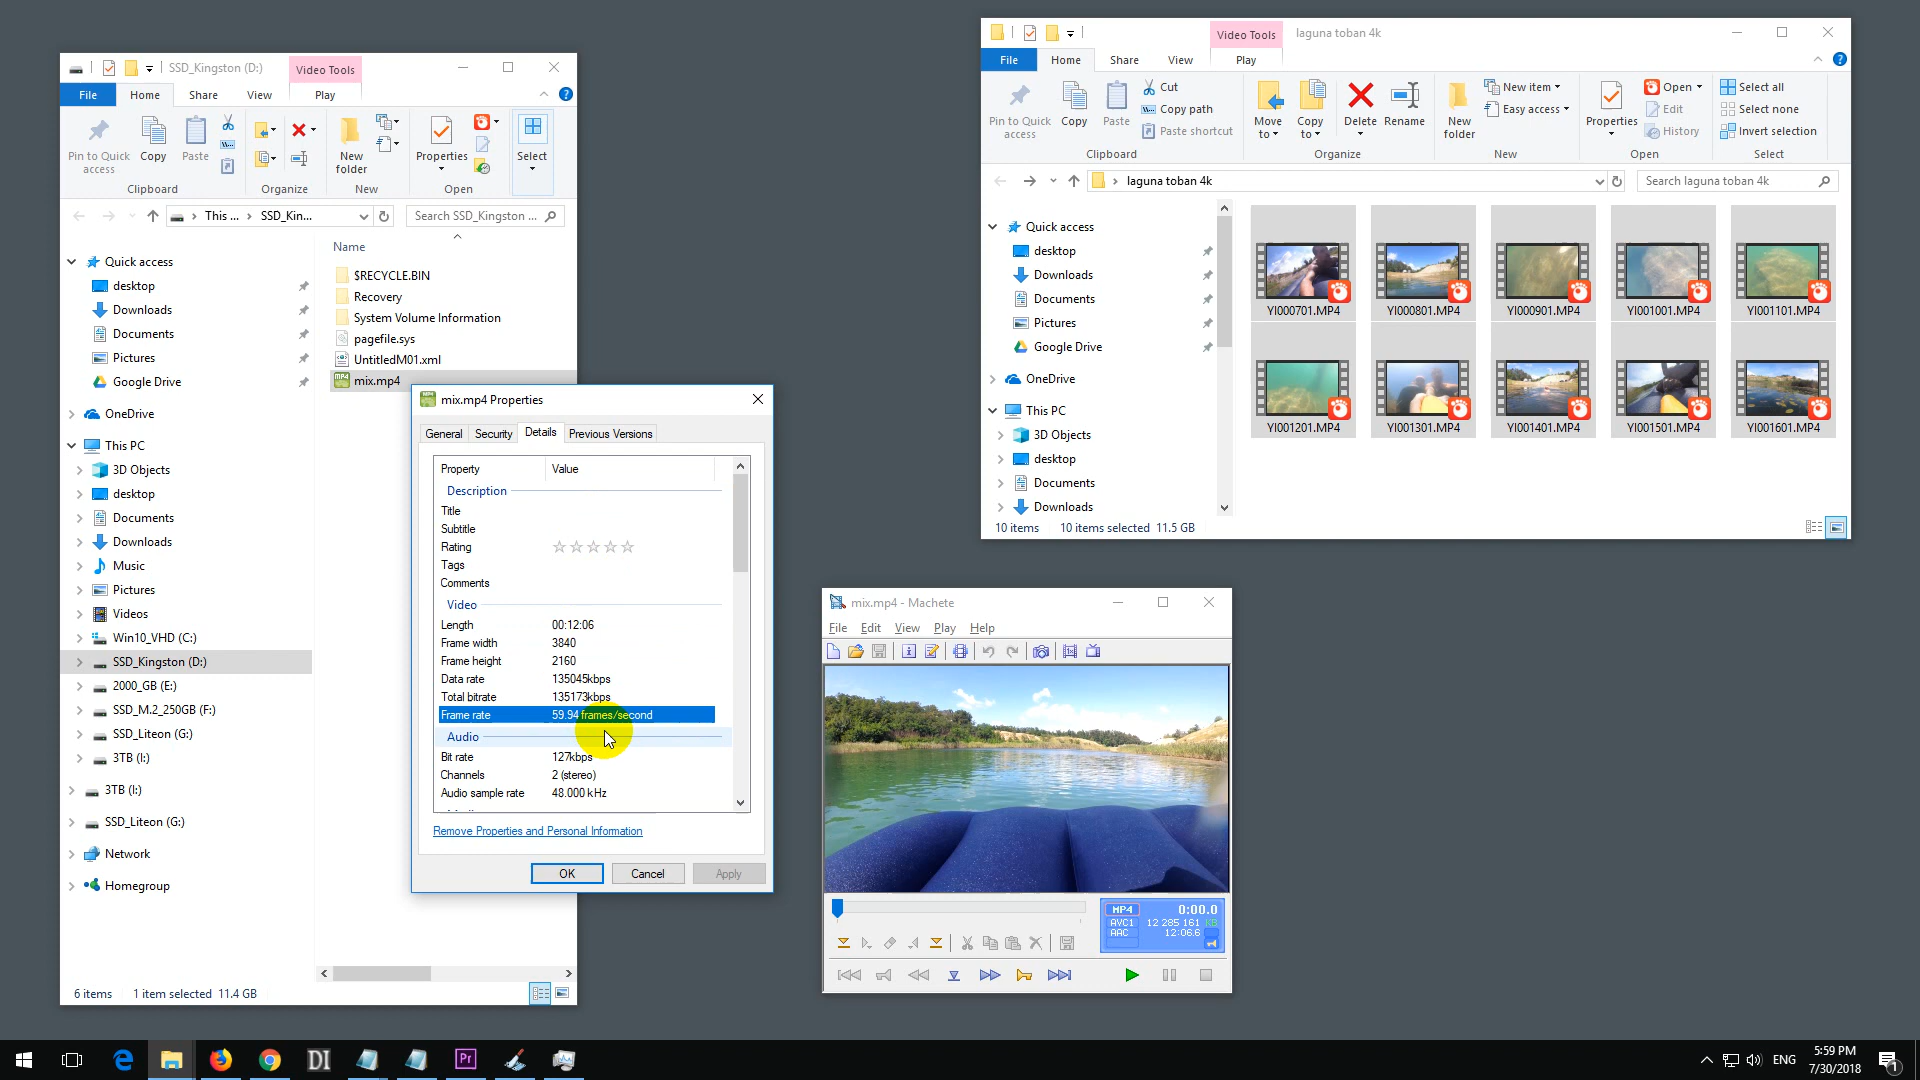 SSD_Kingston (D:)
Video Tools
File
Home
Share
View
Play
Pin to Quick access
Copy
Paste
New folder
Properties
Select
Clipboard
Organize
New
Open
This ...
SSD_Kin...
Search SSD_Kingston ...
Quick access
desktop
Downloads
Documents
Pictures
Google Drive
OneDrive
This PC
3D Objects
desktop
Documents
Downloads
Music
Pictures
Videos
Win10_VHD (C:)
SSD_Kingston (D:)
2000_GB (E:)
SSD_M.2_250GB (F:)
SSD_Liteon (G:)
3TB (I:)
3TB (I:)
SSD_Liteon (G:)
Network
Homegroup
Name
$RECYCLE.BIN
Recovery
System Volume Information
pagefile.sys
UntitledM01.xml
mix.mp4
6 items
1 item selected 11.4 GB
mix.mp4 Properties
General
Security
Details
Previous Versions
Property Value
Description
Title
Subtitle
Rating
Tags
Comments
Video
Length 00:12:06
Frame width 3840
Frame height 2160
Data rate 135045kbps
Total bitrate 135173kbps
Frame rate 59.94 frames/second
Audio
Bit rate 127kbps
Channels 2 (stereo)
Audio sample rate 48.000 kHz
Remove Properties and Personal Information
OK
Cancel
Apply
Video Tools
laguna toban 4k
File
Home
Share
View
Play
Pin to Quick access
Copy
Paste
Cut
Copy path
Paste shortcut
Move to
Copy to
Delete
Rename
New folder
New item
Easy access
Properties
Open
Edit
History
Select all
Select none
Invert selection
Clipboard
Organize
New
Open
Select
laguna toban 4k
Search laguna toban 4k
Quick access
desktop
Downloads
Documents
Pictures
Google Drive
OneDrive
This PC
3D Objects
desktop
Documents
Downloads
YI000701.MP4
YI000801.MP4
YI000901.MP4
YI001001.MP4
YI001101.MP4
YI001201.MP4
YI001301.MP4
YI001401.MP4
YI001501.MP4
YI001601.MP4
10 items
10 items selected 11.5 GB
mix.mp4 - Machete
File
Edit
View
Play
Help
MP4 0:00.0
AVC1 12 285 161 KB
AAC 12:06.6
DI
Pr
ENG
5:59 PM
7/30/2018
1